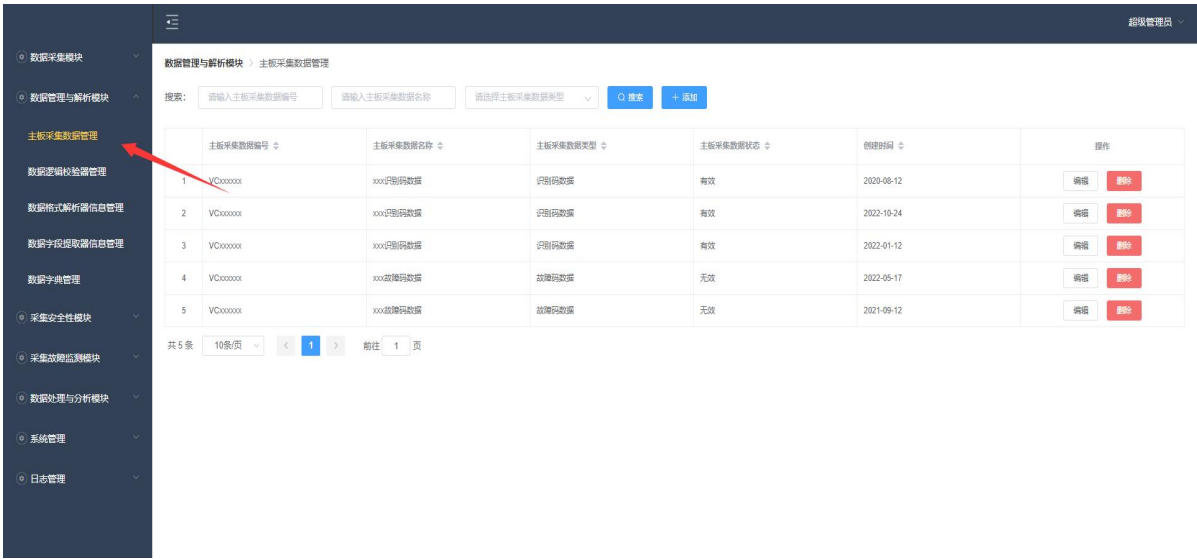 超级管理员
数据采集模块
数据管理与解析模块
主板采集数据管理
数据逻辑校验器管理
数据格式解析器信息管理
数据字段提取器信息管理
数据字典管理
采集安全性模块
采集故障监测模块
数据处理与分析模块
系统管理
日志管理
数据管理与解析模块 > 主板采集数据管理
搜索: 请输入主板采集数据编号 请输入主板采集数据名称 请选择主板采集数据类型 搜索 + 添加
主板采集数据编号 主板采集数据名称 主板采集数据类型 主板采集数据状态 创建时间 操作
1 VCxxxxxx xxx识别码数据 识别码数据 有效 2020-08-12 编辑 删除
2 VCxxxxxx xxx识别码数据 识别码数据 有效 2022-10-24 编辑 删除
3 VCxxxxxx xxx识别码数据 识别码数据 有效 2022-01-12 编辑 删除
4 VCxxxxxx xxx故障码数据 故障码数据 无效 2022-05-17 编辑 删除
5 VCxxxxxx xxx故障码数据 故障码数据 无效 2021-09-12 编辑 删除
共 5 条 10条/页 < 1 > 前往 1 页